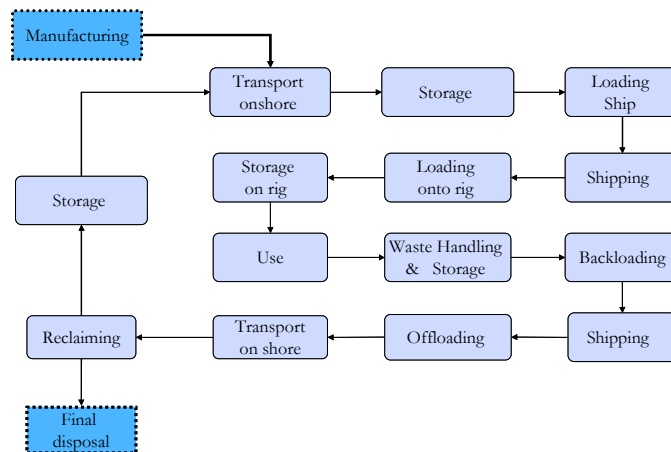 Manufacturing
Transport
onshore
Storage
Loading
Ship
Storage
on rig
Loading
onto rig
Shipping
Storage
Use
Waste Handling
& Storage
Backloading
Reclaiming
Transport
on shore
Offloading
Shipping
Final
disposal